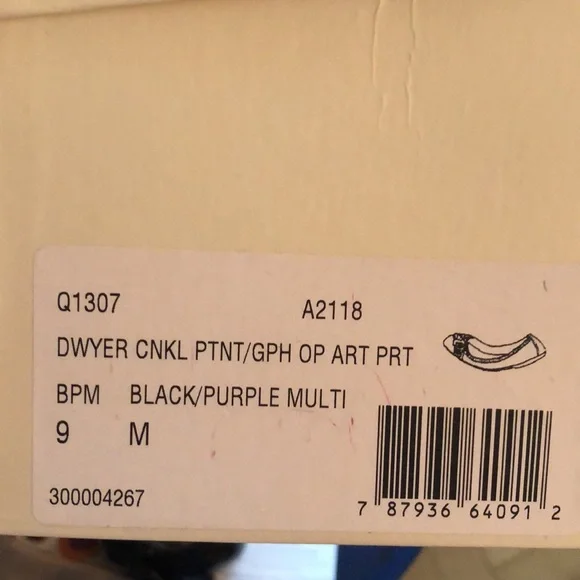 Q1307 A2118
DWYER CNKL PTNT/GPH OP ART PRT
BPM BLACK/PURPLE MULTI
9 M
300004267
7 87936 64091 2